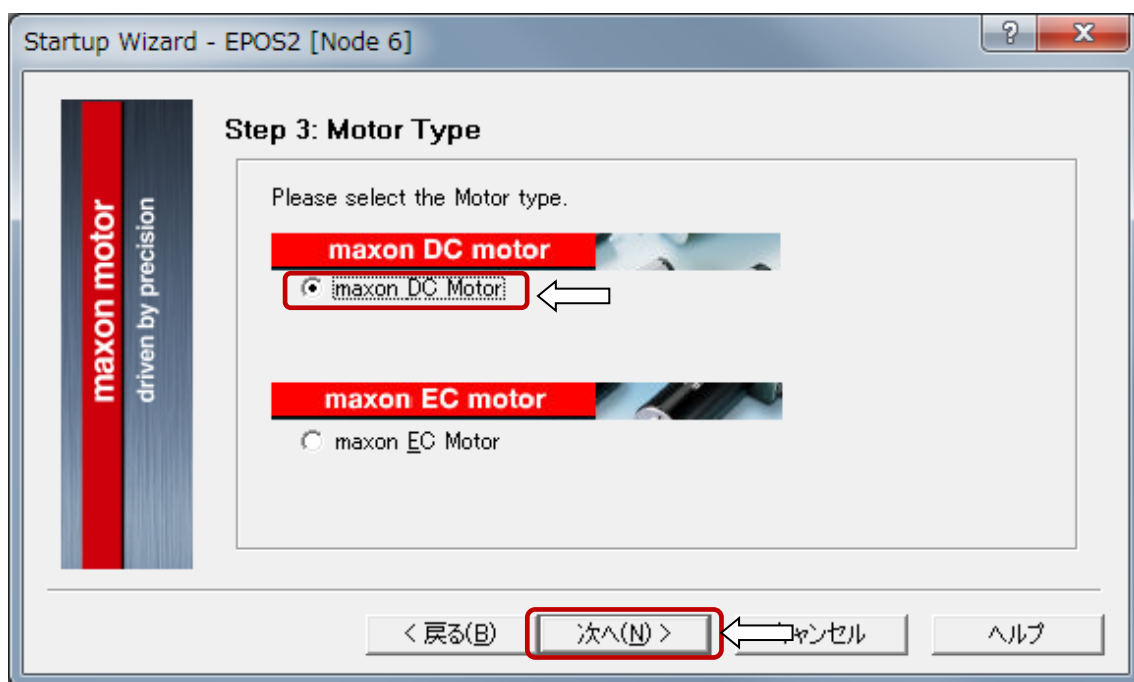 Startup Wizard - EPOS2 [Node 6]
?
x
maxon motor
driven by precision
Step 3: Motor Type
Please select the Motor type.
maxon DC motor
maxon DC Motor
maxon EC motor
maxon EC Motor
< 戻る(B)
次へ(N) >
ャンセル
ヘルプ